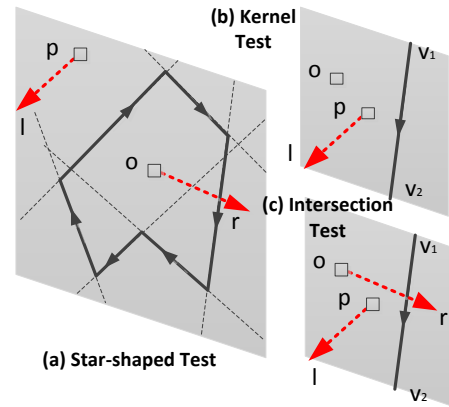 (b) Kernel
Test
p
l
o
r
(a) Star-shaped Test
v1
o
p
l
v2
(c) Intersection
Test
v1
o
p
r
l
v2